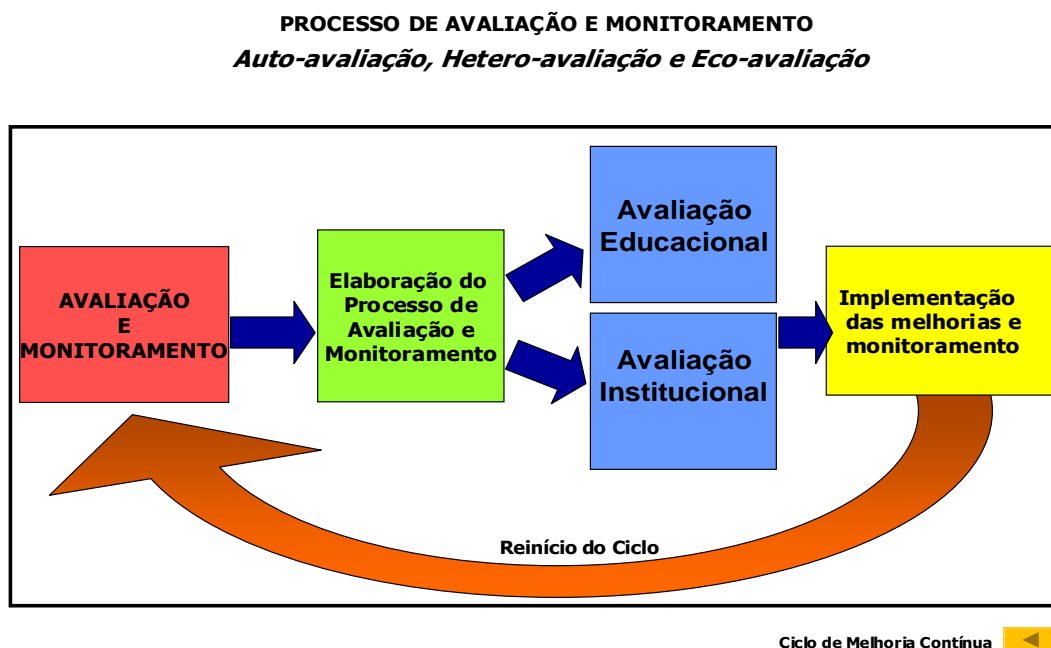 PROCESSO DE AVALIAÇÃO E MONITORAMENTO
Auto-avaliação, Hetero-avaliação e Eco-avaliação
AVALIAÇÃO
E
MONITORAMENTO
Elaboração do
Processo de
Avaliação e
Monitoramento
Avaliação
Educacional
Avaliação
Institucional
Implementação
das melhorias e
monitoramento
Reinício do Ciclo
Ciclo de Melhoria Contínua